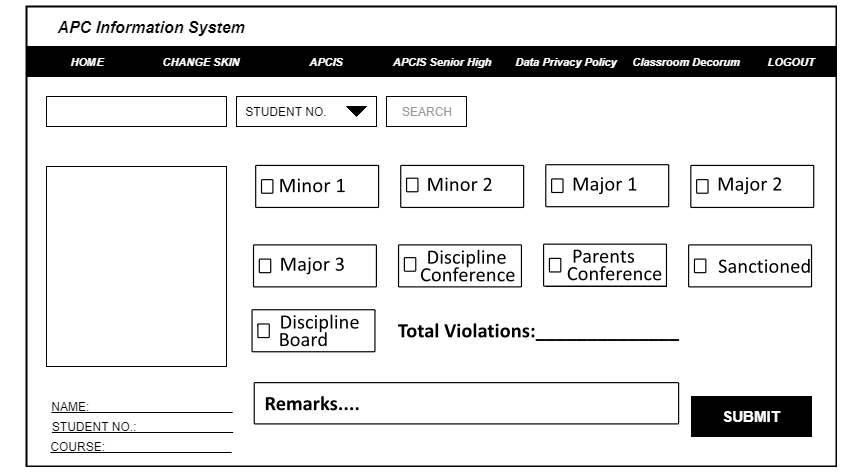 APC Information System
HOME CHANGE SKIN APCIS APCIS Senior High Data Privacy Policy Classroom Decorum LOGOUT
STUDENT NO. SEARCH
Minor 1 Minor 2 Major 1 Major 2
Major 3 Discipline Conference Parents Conference Sanctioned
Discipline Board Total Violations:_______________
Remarks....
NAME:
STUDENT NO.:
COURSE:
SUBMIT